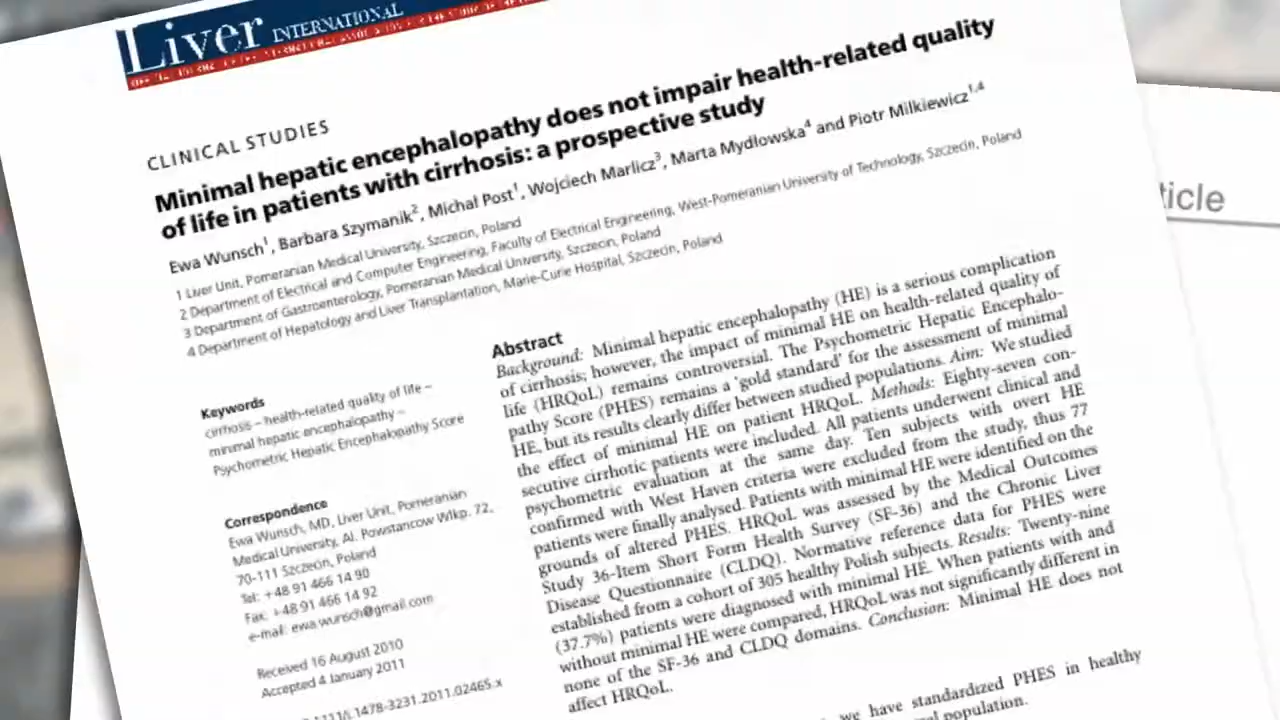 Liver INTERNATIONAL
CLINICAL STUDIES
Minimal hepatic encephalopathy does not impair health-related quality
of life in patients with cirrhosis: a prospective study
Ewa Wunsch1, Barbara Szymanik2, Michał Post1, Wojciech Marlicz3, Marta Mydłowska4 and Piotr Milkiewicz1,4
1 Liver Unit, Pomeranian Medical University, Szczecin, Poland
2 Department of Electrical and Computer Engineering, Faculty of Electrical Engineering, West-Pomeranian University of Technology, Szczecin, Poland
3 Department of Gastroenterology, Pomeranian Medical University, Szczecin, Poland
4 Department of Hepatology and Liver Transplantation, Marie-Curie Hospital, Szczecin, Poland
Keywords
cirrhosis – health-related quality of life –
minimal hepatic encephalopathy –
Psychometric Hepatic Encephalopathy Score
Correspondence
Ewa Wunsch, MD, Liver Unit, Pomeranian
Medical University, Al. Powstancow Wlkp. 72,
70-111 Szczecin, Poland
Tel: +48 91 466 14 90
Fax: +48 91 466 14 92
e-mail: ewa.wunsch@gmail.com
Received 16 August 2010
Accepted 4 January 2011
1478-3231.2011.02465.x
Abstract
Background: Minimal hepatic encephalopathy (HE) is a serious complication
of cirrhosis; however, the impact of minimal HE on health-related quality of
life (HRQoL) remains controversial. The Psychometric Hepatic Encephalo-
pathy Score (PHES) remains a 'gold standard' for the assessment of minimal
HE, but its results clearly differ between studied populations. Aim: We studied
the effect of minimal HE on patient HRQoL. Methods: Eighty-seven con-
secutive cirrhotic patients were included. All patients underwent clinical and
psychometric evaluation at the same day. Ten subjects with overt HE
confirmed with West Haven criteria were excluded from the study, thus 77
patients were finally analysed. Patients with minimal HE were identified on the
grounds of altered PHES. HRQoL was assessed by the Medical Outcomes
Study 36-Item Short Form Health Survey (SF-36) and the Chronic Liver
Disease Questionnaire (CLDQ). Normative reference data for PHES were
established from a cohort of 305 healthy Polish subjects. Results: Twenty-nine
(37.7%) patients were diagnosed with minimal HE. When patients with and
without minimal HE were compared, HRQoL was not significantly different in
none of the SF-36 and CLDQ domains. Conclusion: Minimal HE does not
affect HRQoL.
we have standardized PHES in healthy
population.
ticle